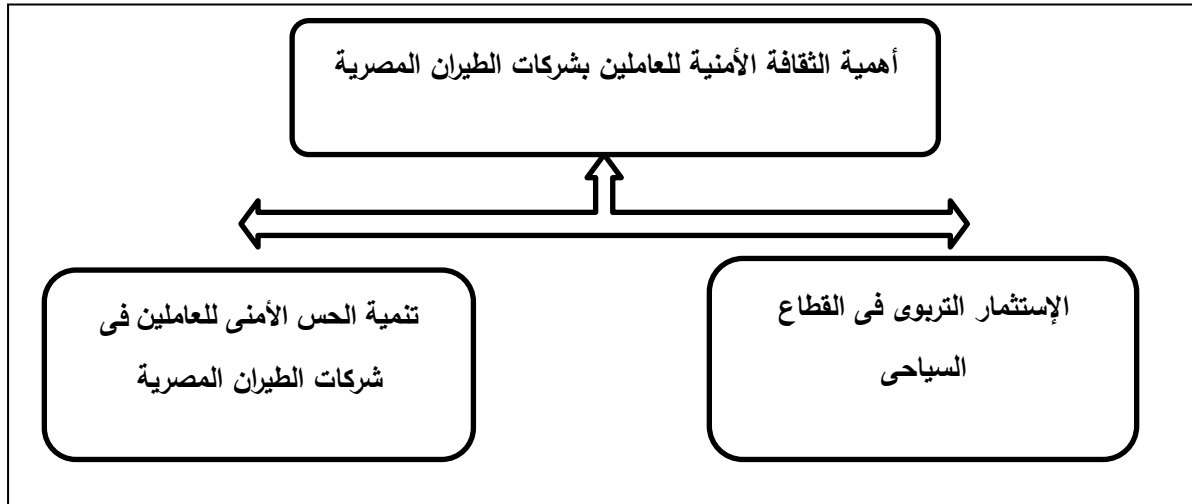 أهمية الثقافة الأمنية للعاملين بشركات الطيران المصرية
الإستثمار التربوى فى القطاع
السياحى
تنمية الحس الأمنى للعاملين فى
شركات الطيران المصرية